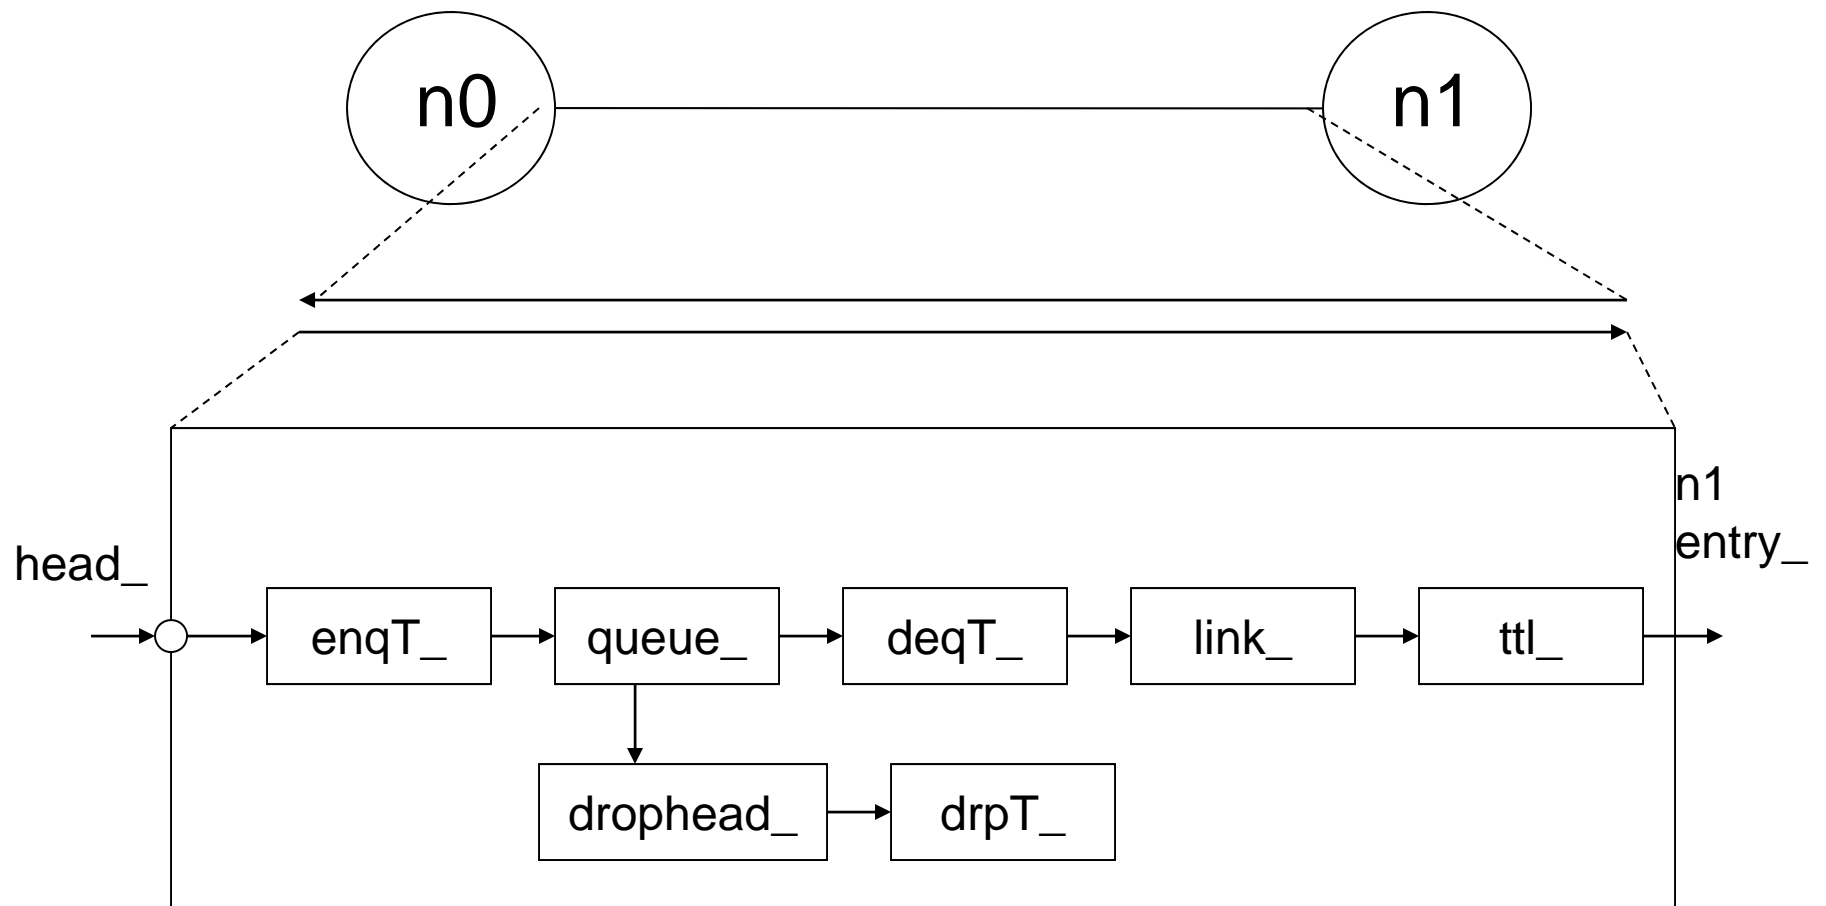 n0
n1
n1
entry_
head_
enqT_
queue_
deqT_
link_
ttl_
drophead_
drpT_